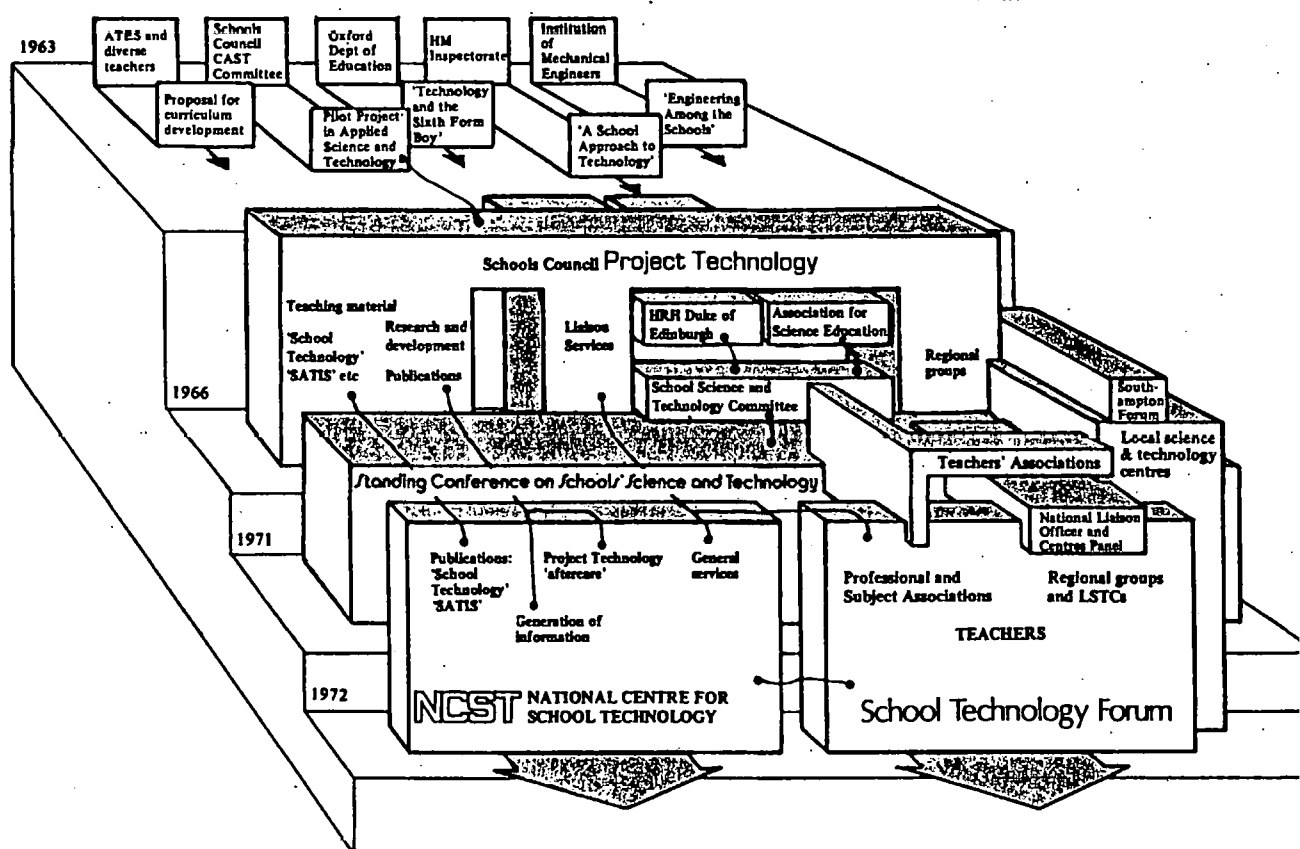 1963
ATES and
diverse
teachers
Schools
Council
CAST
Committee
Oxford
Dept of
Education
HM
Inspectorate
Institution
of
Mechanical
Engineers
Proposal for
curriculum
development
Pilot Project
in Applied
Science and
Technology
'Technology
and the
Sixth Form
Boy'
'A School
Approach to
Technology'
'Engineering
Among the
Schools'
Schools Council Project Technology
Teaching material
'School
Technology'
'SATIS' etc
Research and
development
Publications
Liaison
Services
HRH Duke of
Edinburgh
Association for
Science Education
School Science and
Technology Committee
Regional
groups
1966
South-
ampton
Forum
Local science
& technology
centres
Teachers' Associations
Standing Conference on Schools' Science and Technology
National Liaison
Officer and
Centres Panel
1971
Publications:
'School
Technology'
'SATIS'
Project Technology
'aftercare'
General
services
Generation of
information
Professional and
Subject Associations
Regional groups
and LSTCs
TEACHERS
1972
NCST NATIONAL CENTRE FOR
SCHOOL TECHNOLOGY
School Technology Forum